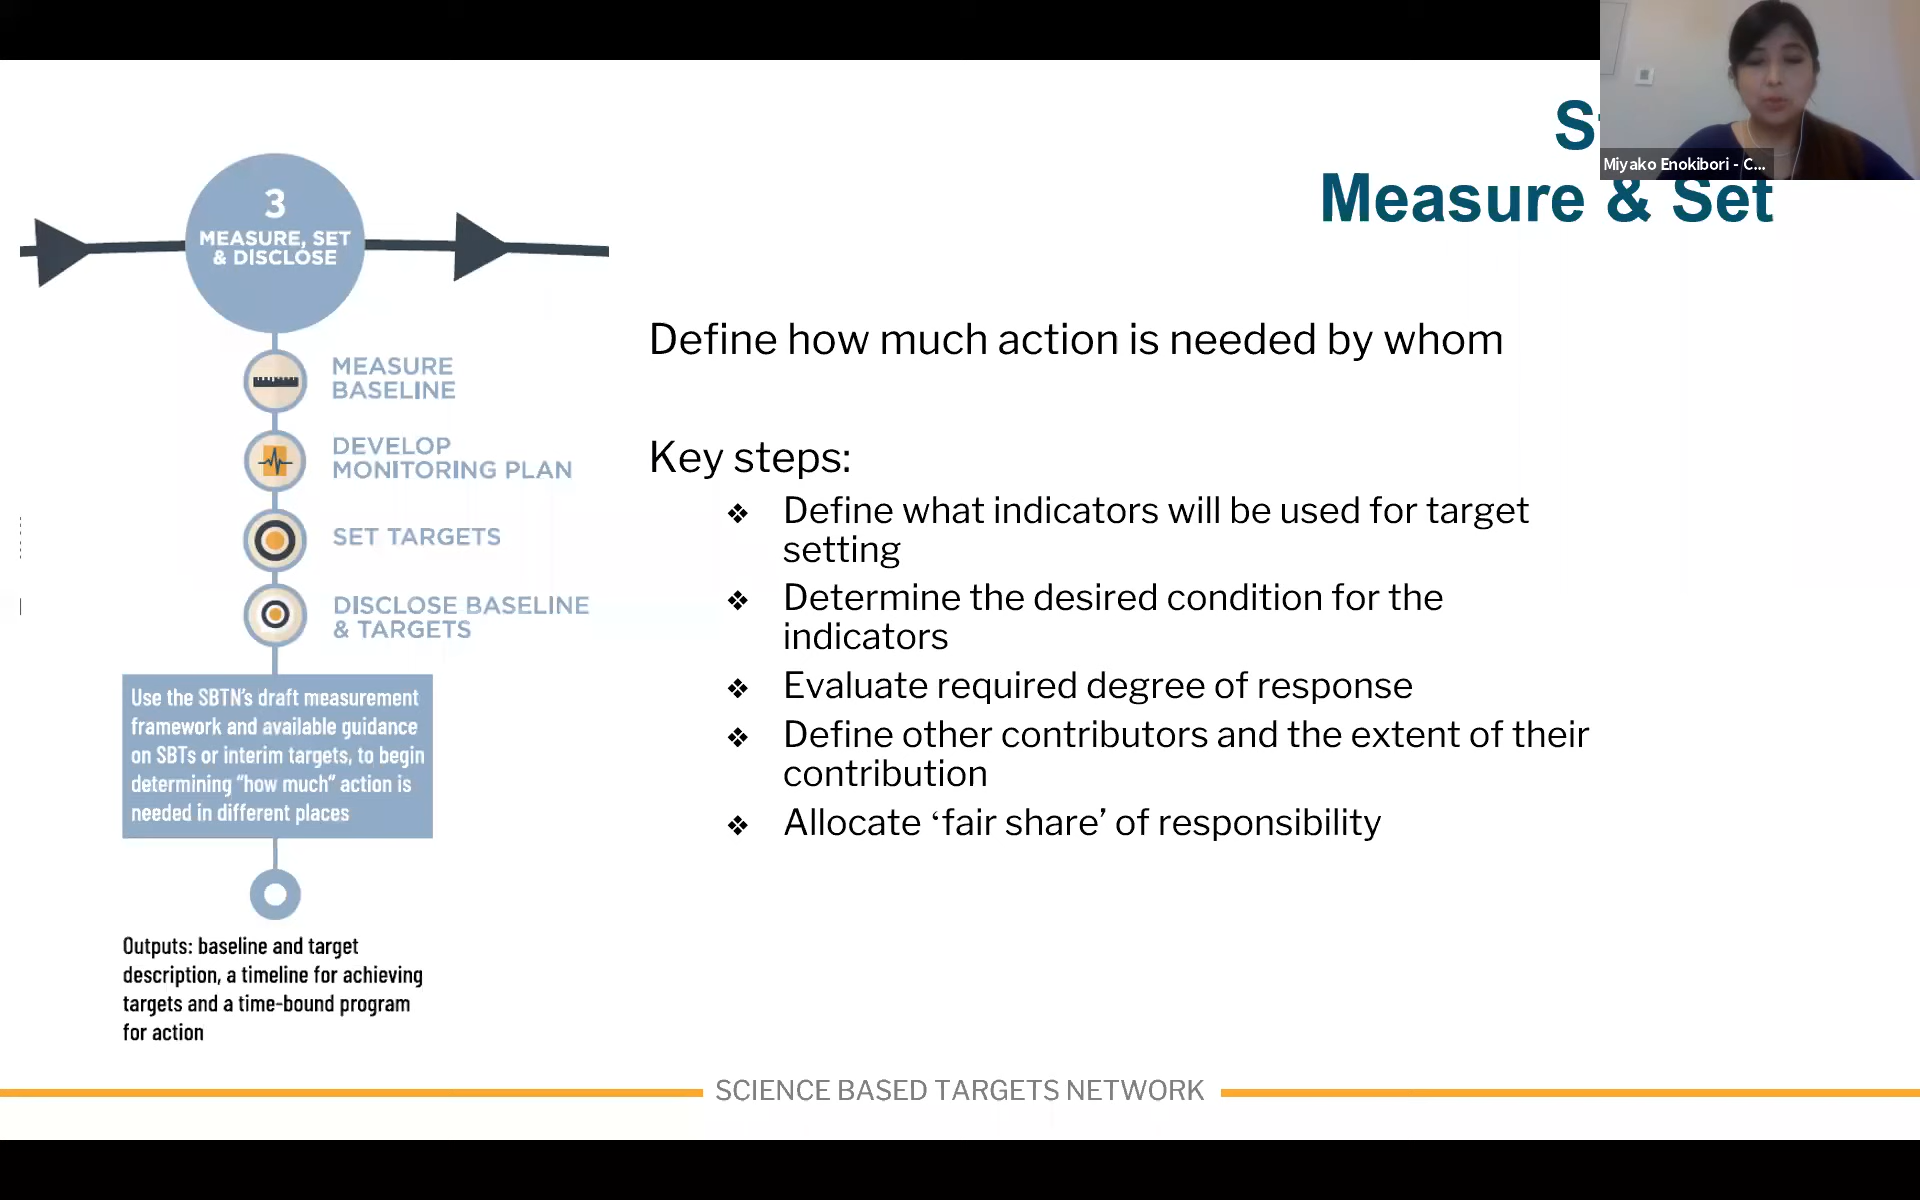 Measure & Set
Miyako Enokibori - C...
3
MEASURE, SET
& DISCLOSE
MEASURE
BASELINE
DEVELOP
MONITORING PLAN
SET TARGETS
DISCLOSE BASELINE
& TARGETS
Use the SBTN's draft measurement
framework and available guidance
on SBTs or interim targets, to begin
determining "how much" action is
needed in different places
Outputs: baseline and target
description, a timeline for achieving
targets and a time-bound program
for action
Define how much action is needed by whom
Key steps:
❖ Define what indicators will be used for target
setting
❖ Determine the desired condition for the
indicators
❖ Evaluate required degree of response
❖ Define other contributors and the extent of their
contribution
❖ Allocate ‘fair share’ of responsibility
SCIENCE BASED TARGETS NETWORK